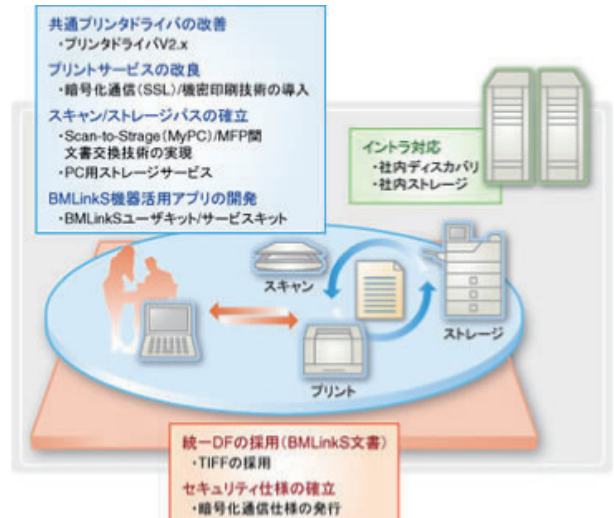 共通プリンタドライバの改善
・プリンタドライバV2.x
プリントサービスの改良
・暗号化通信(SSL)/機密印刷技術の導入
スキャン/ストレージパスの確立
・Scan-to-Strage(MyPC)/MFP間
文書交換技術の実現
・PC用ストレージサービス
BMLinkS機器活用アプリの開発
・BMLinkSユーザキット/サービスキット
イントラ対応
・社内ディスカバリ
・社内ストレージ
スキャン
ストレージ
プリント
統一DFの採用(BMLinkS文書)
・TIFFの採用
セキュリティ仕様の確立
・暗号化通信仕様の発行